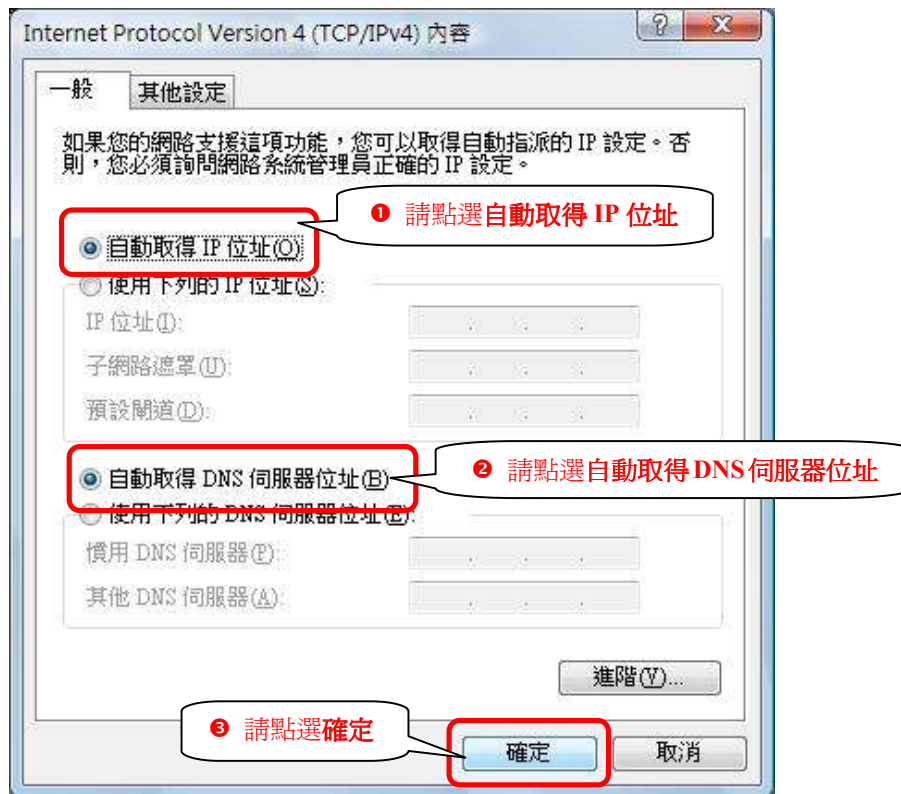 Internet Protocol Version 4 (TCP/IPv4) 內容
一般
其他設定
如果您的網路支援這項功能，您可以取得自動指派的 IP 設定。否
則，您必須詢問網路系統管理員正確的 IP 設定。
❶ 請點選自動取得 IP 位址
自動取得 IP 位址(O)
使用下列的 IP 位址(S):
IP 位址(I):
子網路遮罩(U):
預設閘道(D):
自動取得 DNS 伺服器位址(B)
❷ 請點選自動取得 DNS 伺服器位址
使用下列的 DNS 伺服器位址(E):
慣用 DNS 伺服器(P):
其他 DNS 伺服器(A):
進階(V)...
❸ 請點選確定
確定
取消